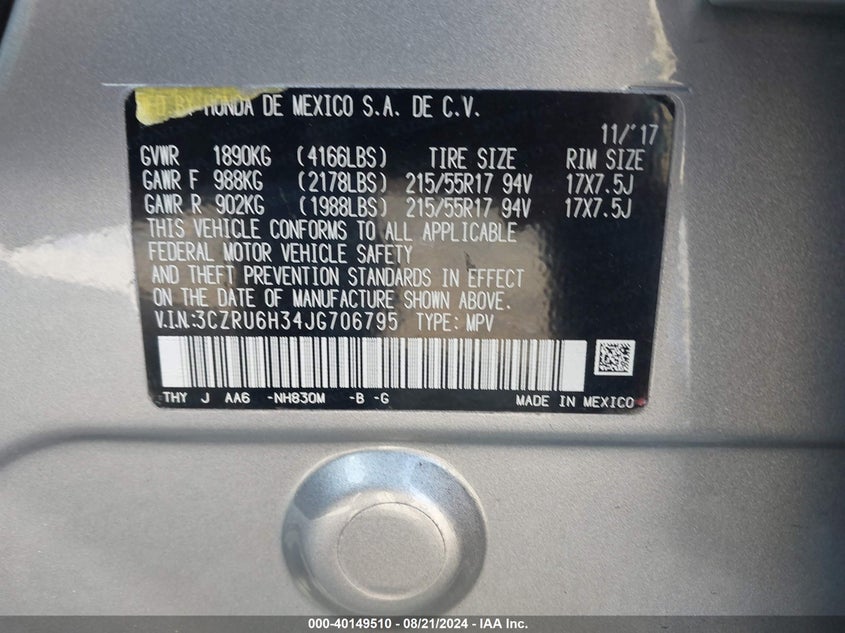 BY HONDA DE MEXICO S.A. DE C.V.
11/'17
GVWR 1890KG (4166LBS) TIRE SIZE RIM SIZE
GAWR F 988KG (2178LBS) 215/55R17 94V 17X7.5J
GAWR R 902KG (1988LBS) 215/55R17 94V 17X7.5J
THIS VEHICLE CONFORMS TO ALL APPLICABLE
FEDERAL MOTOR VEHICLE SAFETY
AND THEFT PREVENTION STANDARDS IN EFFECT
ON THE DATE OF MANUFACTURE SHOWN ABOVE.
V.I.N.:3CZRU6H34JG706795 TYPE: MPV
THY J AA6 -NH830M -B -G MADE IN MEXICO
000-40149510 - 08/21/2024 - IAA Inc.